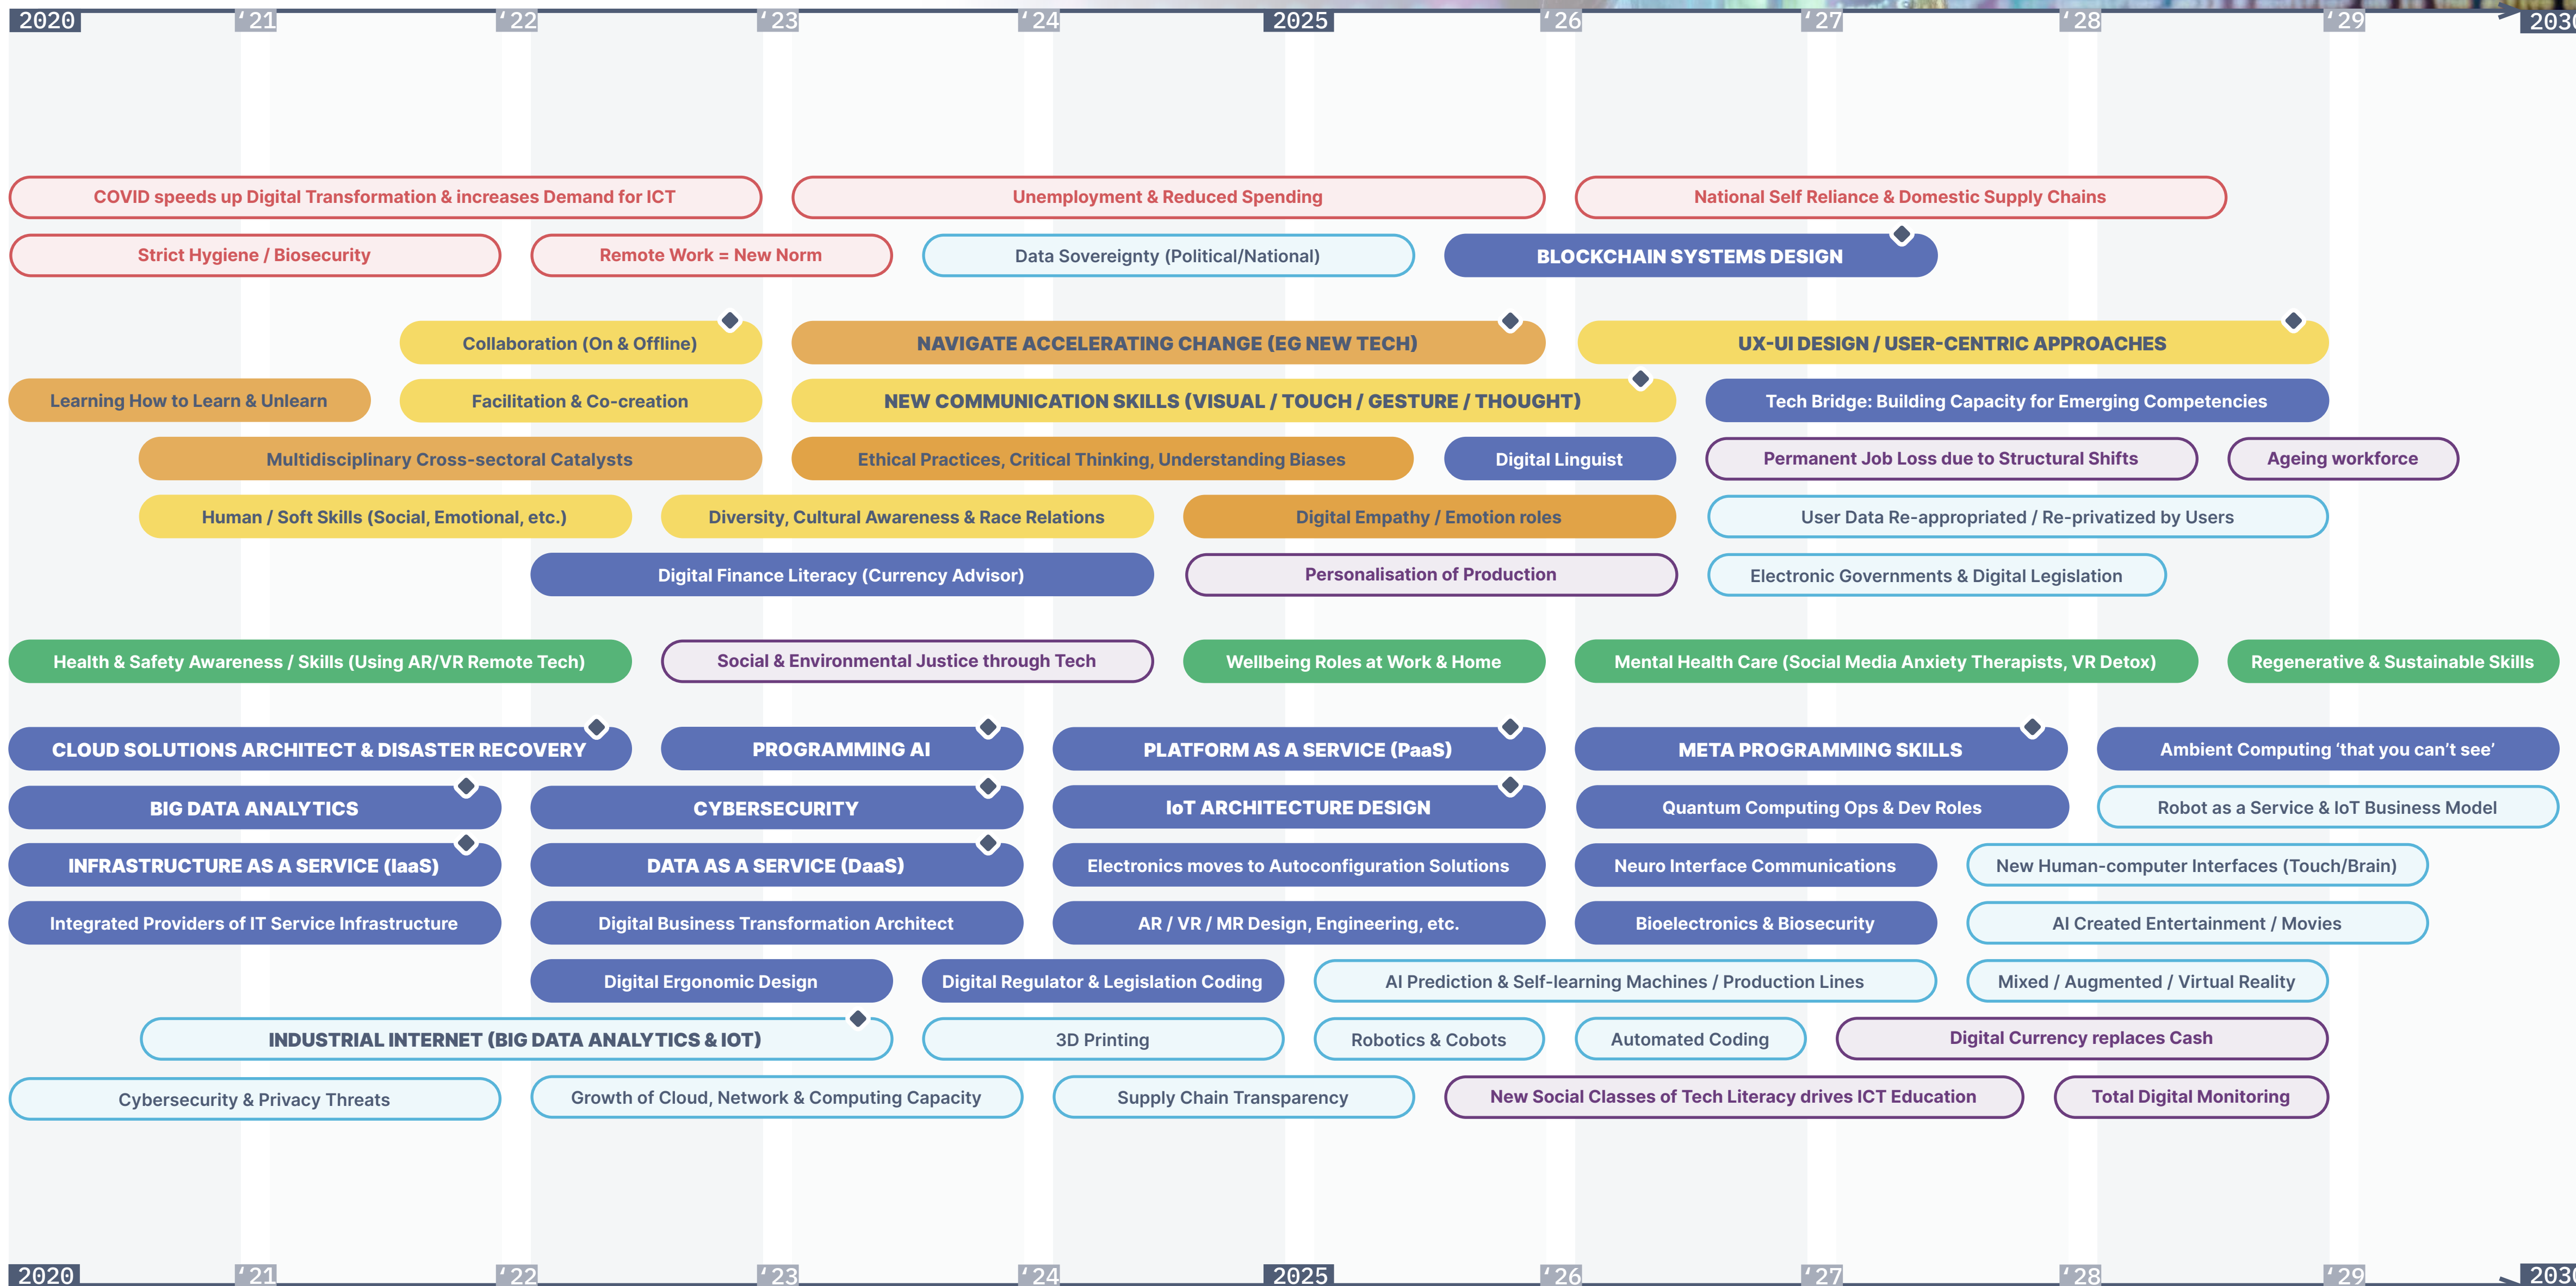 2020 ‘21 ‘22 ‘23 ‘24 2025 ‘26 ‘27 ‘28 ‘29 2030
COVID speeds up Digital Transformation & increases Demand for ICT
Unemployment & Reduced Spending
National Self Reliance & Domestic Supply Chains
Strict Hygiene / Biosecurity
Remote Work = New Norm
Data Sovereignty (Political/National)
BLOCKCHAIN SYSTEMS DESIGN
Collaboration (On & Offline)
NAVIGATE ACCELERATING CHANGE (EG NEW TECH)
UX-UI DESIGN / USER-CENTRIC APPROACHES
Learning How to Learn & Unlearn
Facilitation & Co-creation
NEW COMMUNICATION SKILLS (VISUAL / TOUCH / GESTURE / THOUGHT)
Tech Bridge: Building Capacity for Emerging Competencies
Multidisciplinary Cross-sectoral Catalysts
Ethical Practices, Critical Thinking, Understanding Biases
Digital Linguist
Permanent Job Loss due to Structural Shifts
Ageing workforce
Human / Soft Skills (Social, Emotional, etc.)
Diversity, Cultural Awareness & Race Relations
Digital Empathy / Emotion roles
User Data Re-appropriated / Re-privatized by Users
Digital Finance Literacy (Currency Advisor)
Personalisation of Production
Electronic Governments & Digital Legislation
Health & Safety Awareness / Skills (Using AR/VR Remote Tech)
Social & Environmental Justice through Tech
Wellbeing Roles at Work & Home
Mental Health Care (Social Media Anxiety Therapists, VR Detox)
Regenerative & Sustainable Skills
CLOUD SOLUTIONS ARCHITECT & DISASTER RECOVERY
PROGRAMMING AI
PLATFORM AS A SERVICE (PaaS)
META PROGRAMMING SKILLS
Ambient Computing ‘that you can’t see’
BIG DATA ANALYTICS
CYBERSECURITY
IoT ARCHITECTURE DESIGN
Quantum Computing Ops & Dev Roles
Robot as a Service & IoT Business Model
INFRASTRUCTURE AS A SERVICE (IaaS)
DATA AS A SERVICE (DaaS)
Electronics moves to Autoconfiguration Solutions
Neuro Interface Communications
New Human-computer Interfaces (Touch/Brain)
Integrated Providers of IT Service Infrastructure
Digital Business Transformation Architect
AR / VR / MR Design, Engineering, etc.
Bioelectronics & Biosecurity
AI Created Entertainment / Movies
Digital Ergonomic Design
Digital Regulator & Legislation Coding
AI Prediction & Self-learning Machines / Production Lines
Mixed / Augmented / Virtual Reality
INDUSTRIAL INTERNET (BIG DATA ANALYTICS & IOT)
3D Printing
Robotics & Cobots
Automated Coding
Digital Currency replaces Cash
Cybersecurity & Privacy Threats
Growth of Cloud, Network & Computing Capacity
Supply Chain Transparency
New Social Classes of Tech Literacy drives ICT Education
Total Digital Monitoring
2020 ‘21 ‘22 ‘23 ‘24 2025 ‘26 ‘27 ‘28 ‘29 2030